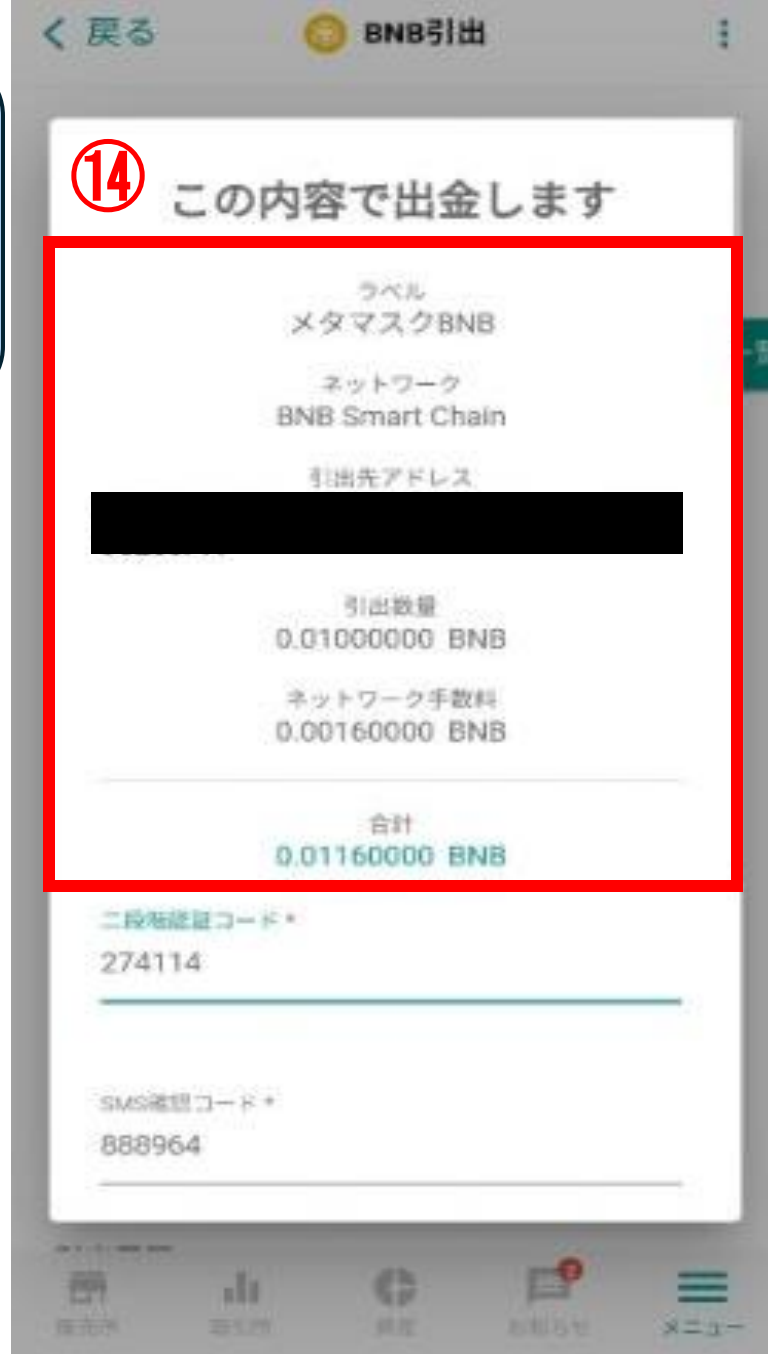 戻る
BNB引出
⑭
この内容で出金します
ラベル
メタマスクBNB
ネットワーク
BNB Smart Chain
引出先アドレス
引出数量
0.01000000 BNB
ネットワーク手数料
0.00160000 BNB
合計
0.01160000 BNB
二段階認証コード*
274114
SMS確認コード*
888964
販売所
取引所
資産
お知らせ
メニュー